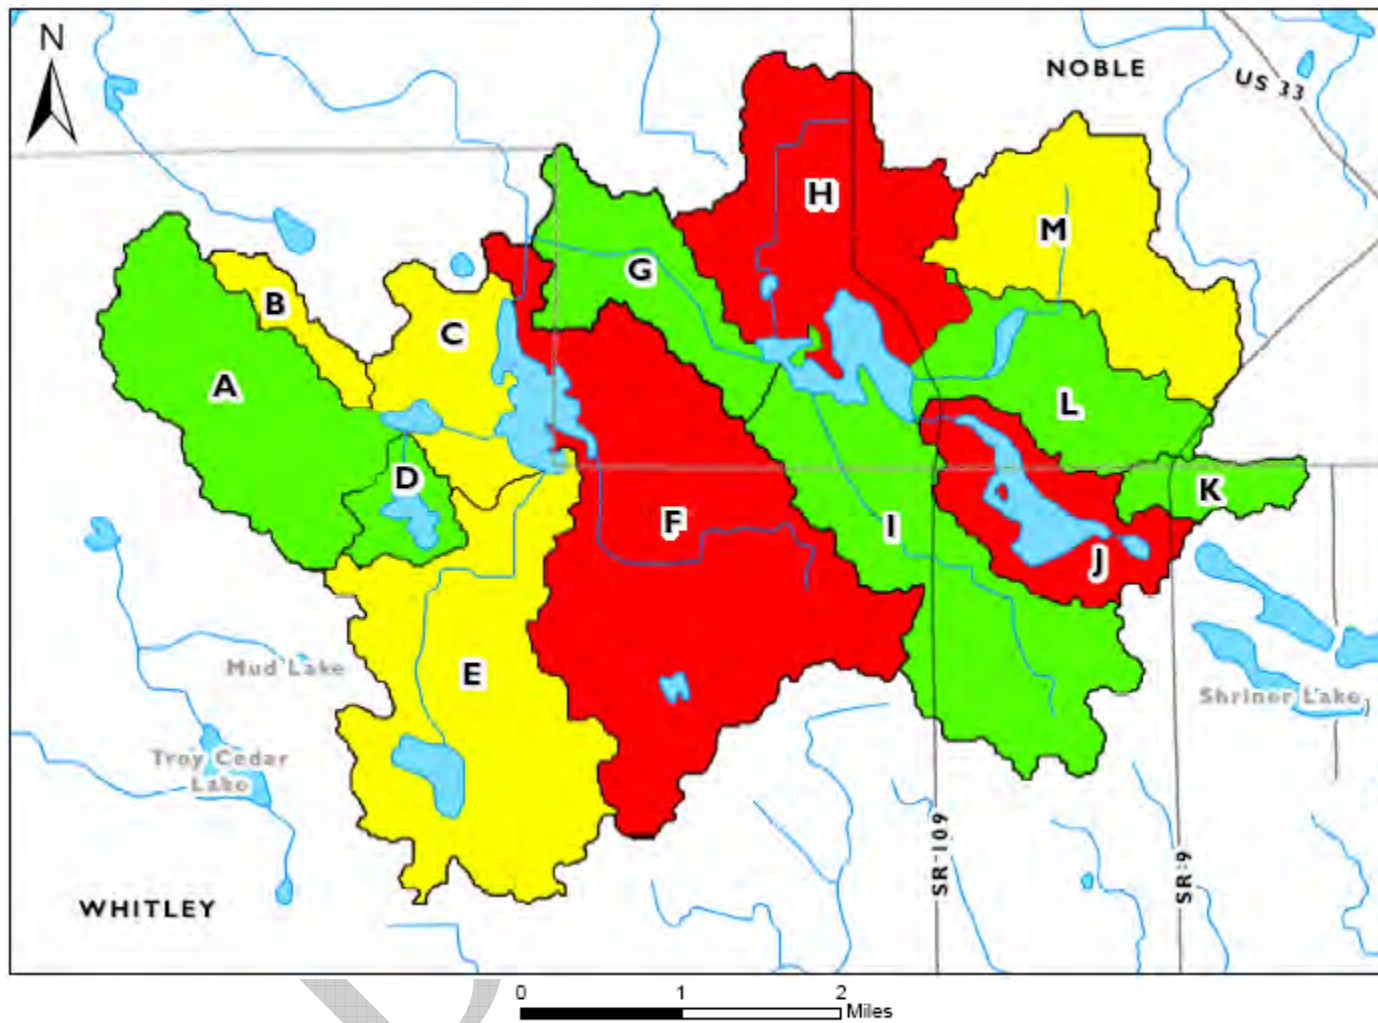 N
NOBLE
US 33
H
M
G
B
C
A
L
D
K
F
I
J
Mud Lake
E
Shriner Lake
Troy Cedar
Lake
SR 109
SR 9
WHITLEY
0 1 2
Miles